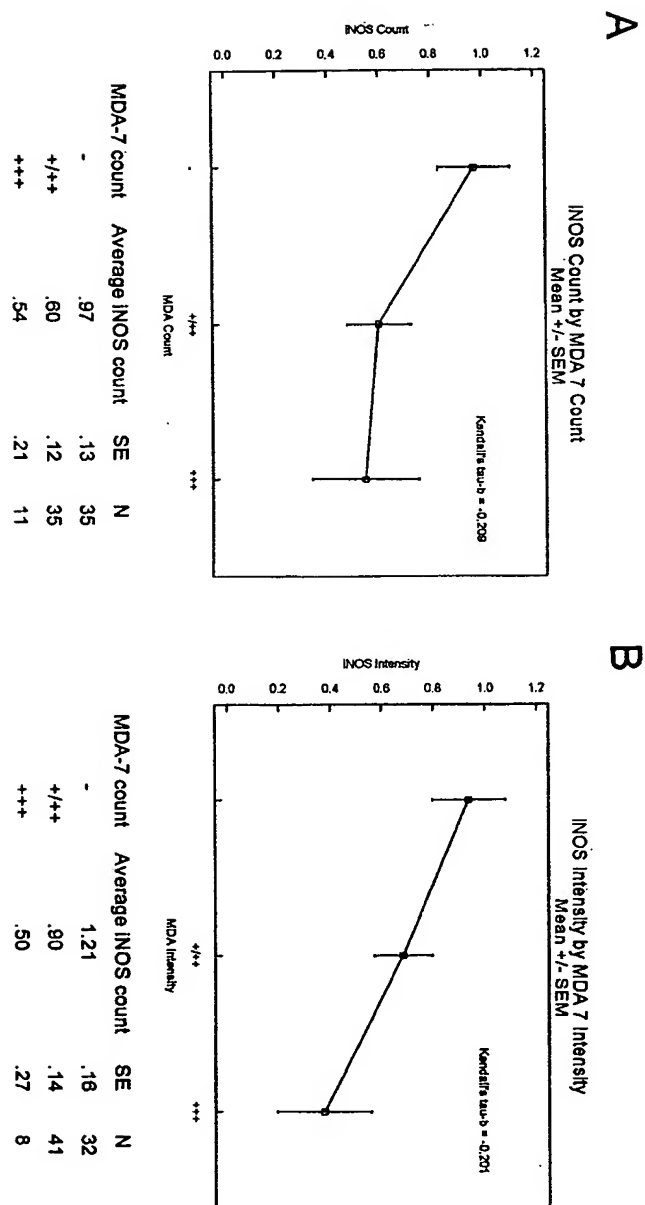 A
INOS Count by MDA 7 Count
Mean +/- SEM
INOS Count
1.2
1.0
0.8
0.6
0.4
0.2
0.0
Kendall's tau-b = -0.209
-
+/++
+++
MDA Count
MDA-7 count Average iNOS count SE N
- .97 .13 35
+/++ .60 .12 35
+++ .54 .21 11
B
INOS Intensity by MDA 7 Intensity
Mean +/- SEM
INOS Intensity
1.2
1.0
0.8
0.6
0.4
0.2
0.0
Kendall's tau-b = -0.201
-
+/++
+++
MDA Intensity
MDA-7 count Average iNOS count SE N
- 1.21 .16 32
+/++ .90 .14 41
+++ .50 .27 8